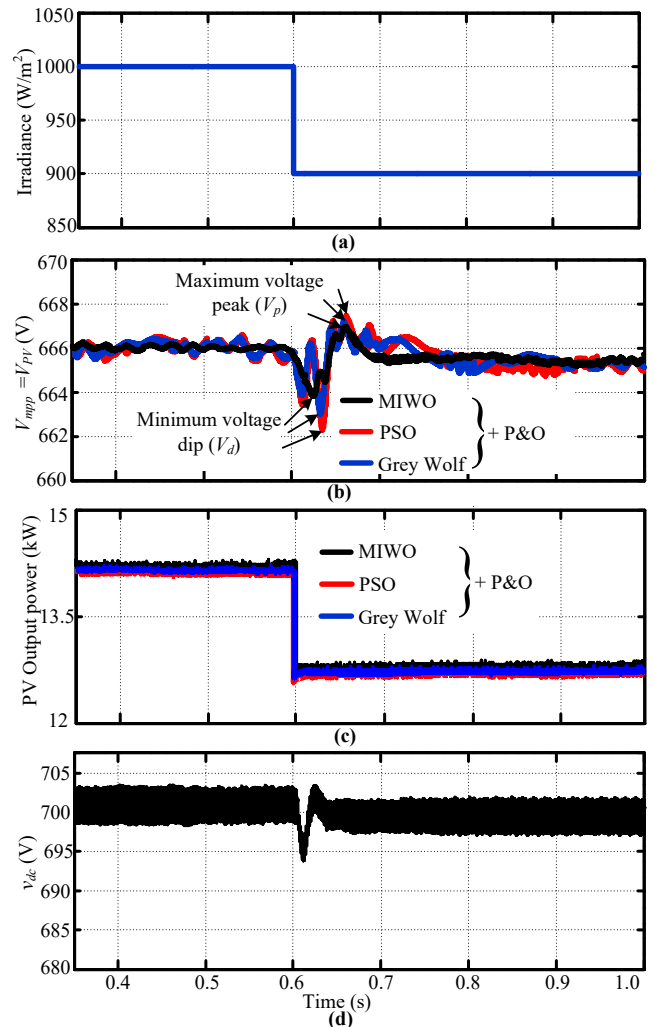 1050
1000
950
900
850
Irradiance (W/m²)
(a)
670
668
666
664
662
660
V_mpp = V_PV (V)
Maximum voltage
peak (V_p)
Minimum voltage
dip (V_d)
MIWO
PSO
Grey Wolf
} + P&O
(b)
15
13.5
12
PV Output power (kW)
MIWO
PSO
Grey Wolf
} + P&O
(c)
705
700
695
690
685
680
v_dc (V)
0.4 0.5 0.6 0.7 0.8 0.9 1.0
Time (s)
(d)